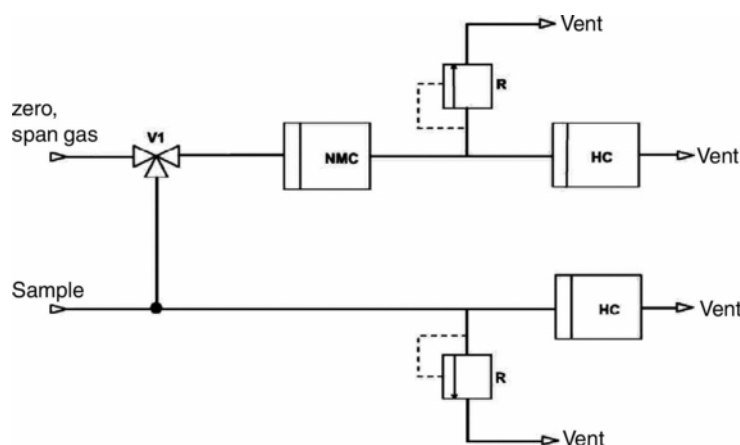 Vent
R
zero,
span gas
V1
NMC
HC
Vent
Sample
HC
Vent
R
Vent